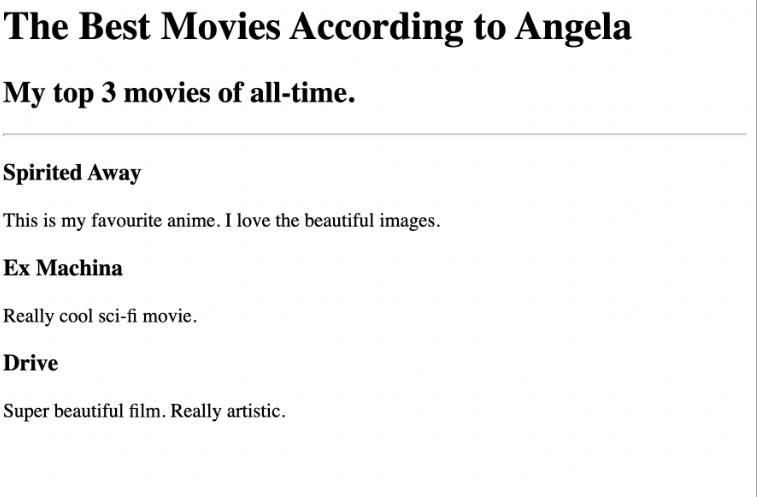 The Best Movies According to Angela
My top 3 movies of all-time.
Spirited Away
This is my favourite anime. I love the beautiful images.
Ex Machina
Really cool sci-fi movie.
Drive
Super beautiful film. Really artistic.